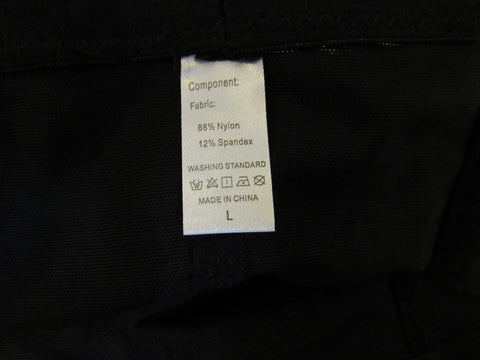 Component:
Fabric:
88% Nylon
12% Spandex
WASHING STANDARD
MADE IN CHINA
L